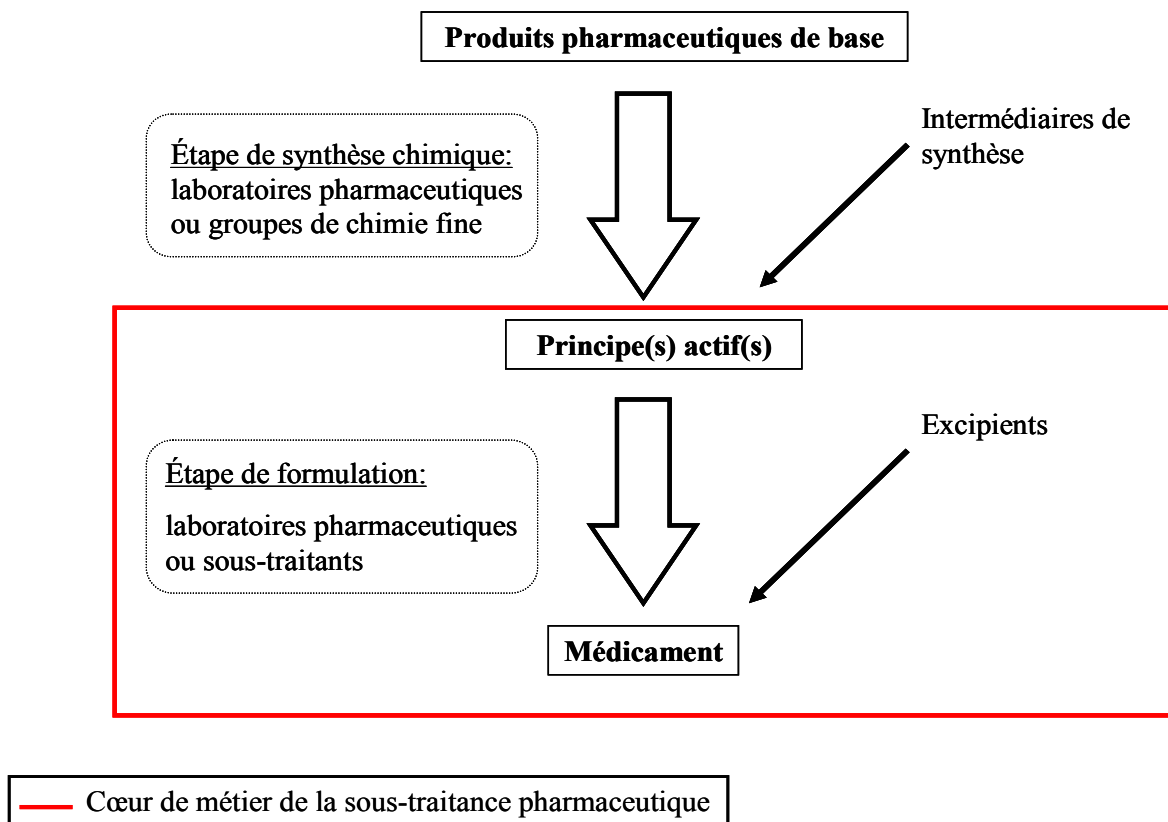 Produits pharmaceutiques de base
Intermédiaires de
synthèse
Étape de synthèse chimique:
laboratoires pharmaceutiques
ou groupes de chimie fine
Principe(s) actif(s)
Excipients
Étape de formulation:
laboratoires pharmaceutiques
ou sous-traitants
Médicament
Cœur de métier de la sous-traitance pharmaceutique